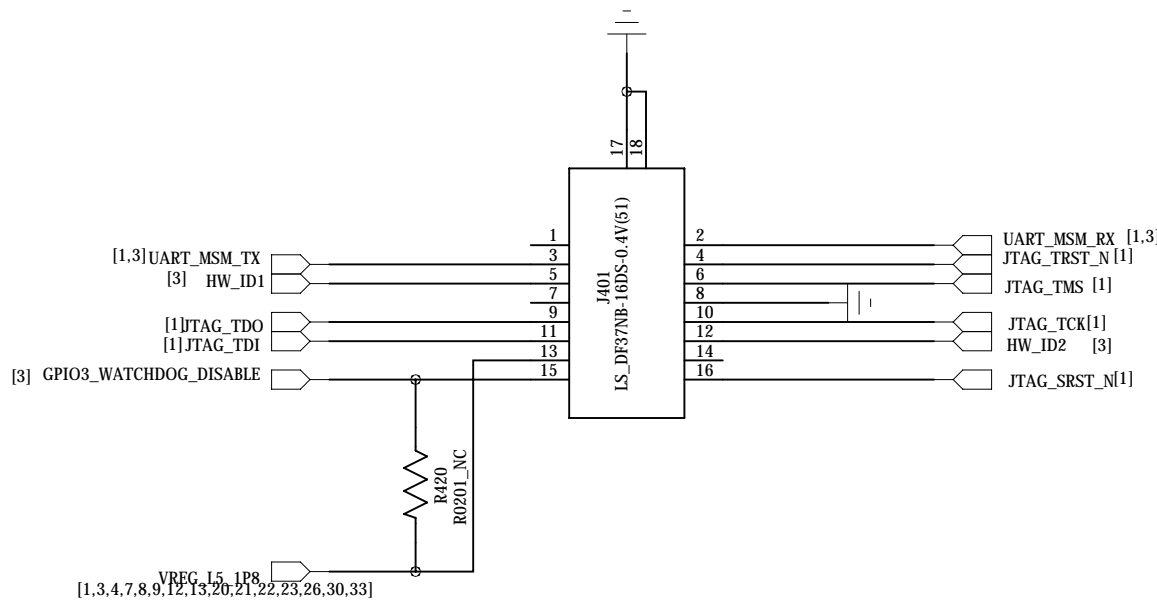 17
18
J401
LS_DF37NB-16DS-0.4V(51)
1
2
UART_MSM_RX [1,3]
[1,3] UART_MSM_TX
3
4
JTAG_TRST_N [1]
[3] HW_ID1
5
6
JTAG_TMS [1]
7
8
[1] JTAG_TDO
9
10
JTAG_TCK [1]
[1] JTAG_TDI
11
12
HW_ID2 [3]
13
14
[3] GPIO3_WATCHDOG_DISABLE
15
16
JTAG_SRST_N [1]
R420
R0201_NC
VREG_L5_1P8
[1,3,4,7,8,9,12,13,20,21,22,23,26,30,33]